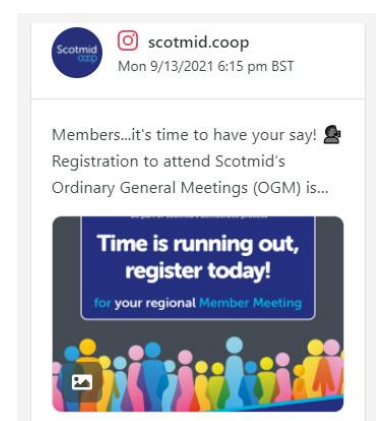 Scotmid
coop
scotmid.coop
Mon 9/13/2021 6:15 pm BST
Members...it's time to have your say! 🗣
Registration to attend Scotmid's
Ordinary General Meetings (OGM) is...
Time is running out,
register today!
for your regional Member Meeting